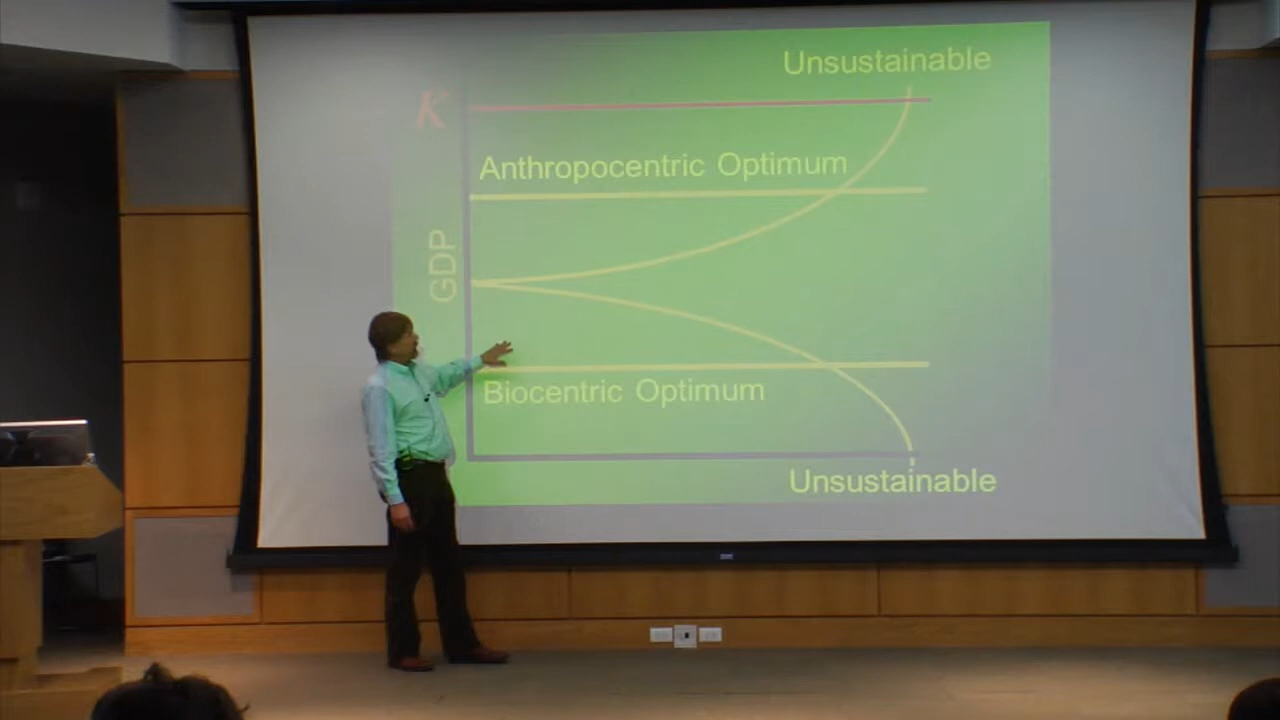 Unsustainable
K
Anthropocentric Optimum
GDP
Biocentric Optimum
Unsustainable